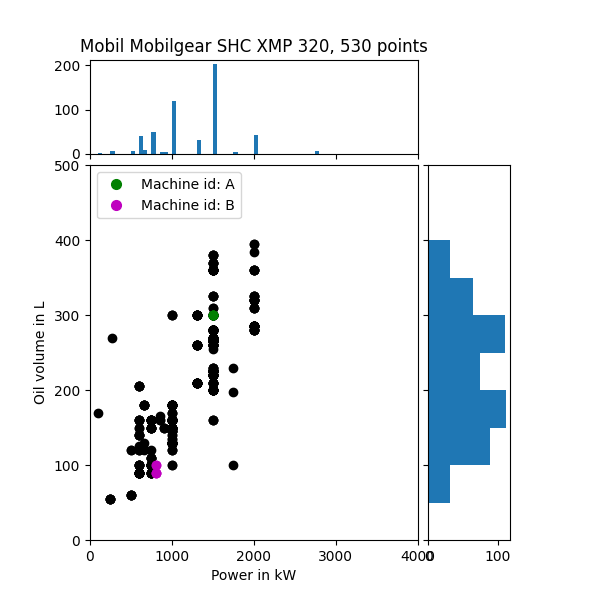 Mobil Mobilgear SHC XMP 320, 530 points
200
100
0
500
Machine id: A
Machine id: B
400
300
200
100
0
Oil volume in L
0 1000 2000 3000 4000
0 100
Power in kW